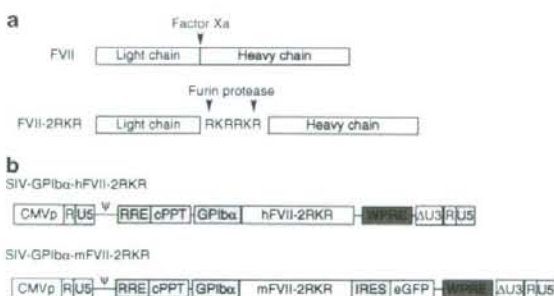 a
Factor Xa
FVII Light chain Heavy chain
Furin protease
FVII-2RKR Light chain RKRRKR Heavy chain
b
SIV-GPIbα-hFVII-2RKR
CMVp R U5 Ψ RRE cPPT GPIbα hFVII-2RKR WPRE ΔU3 R U5
SIV-GPIbα-mFVII-2RKR
CMVp R U5 Ψ RRE cPPT GPIbα mFVII-2RKR IRES eGFP WPRE ΔU3 R U5